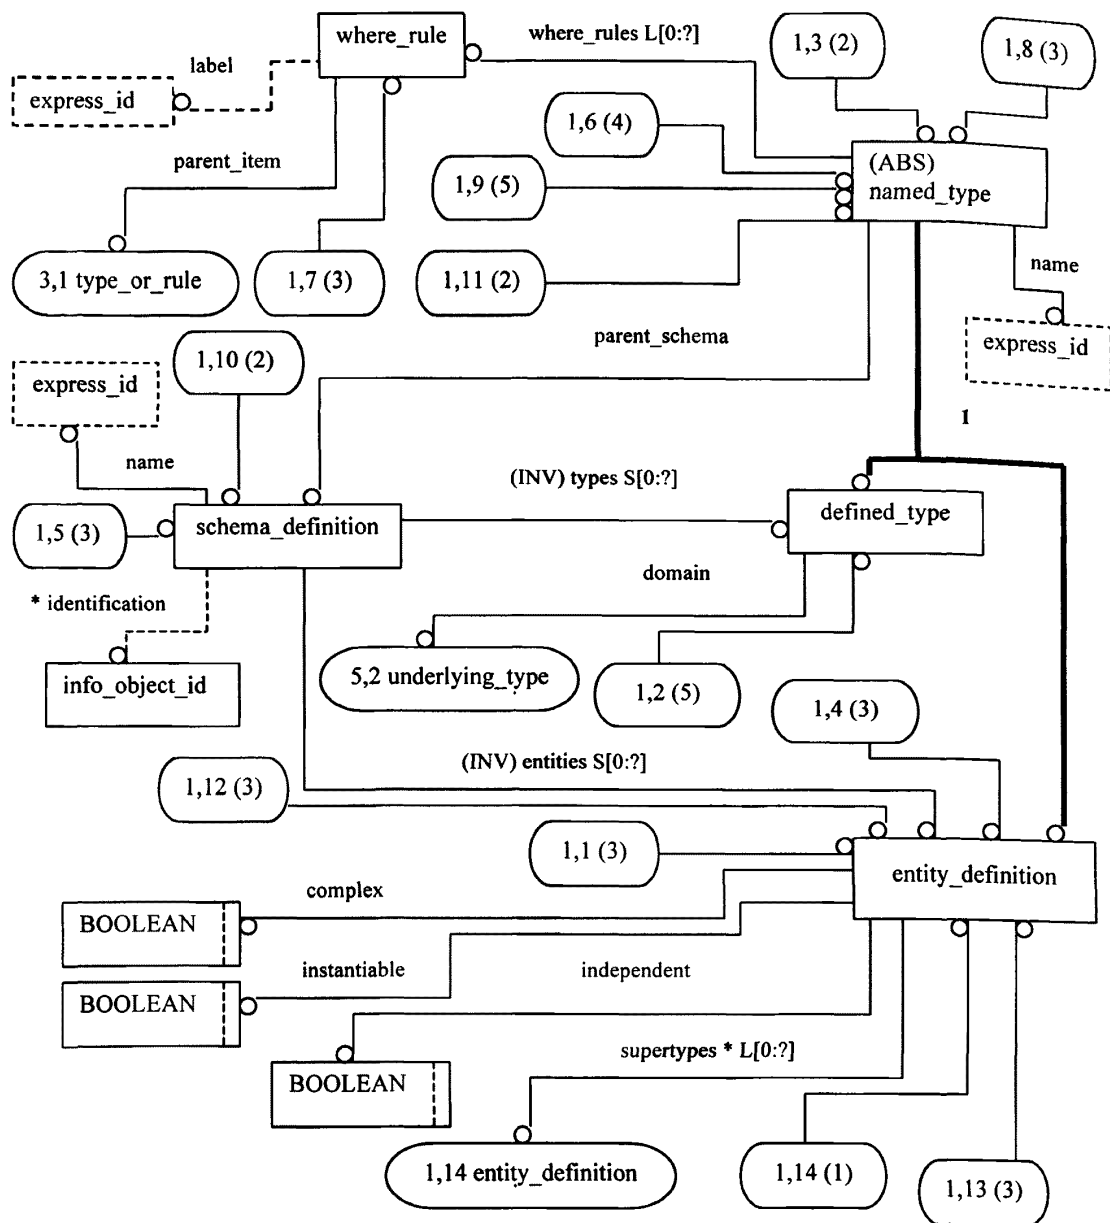 where_rule
where_rules L[0:?]
1,3 (2)
1,8 (3)
label
express_id
1,6 (4)
(ABS)
named_type
parent_item
1,9 (5)
3,1 type_or_rule
1,7 (3)
1,11 (2)
name
parent_schema
express_id
1,10 (2)
express_id
1
name
(INV) types S[0:?]
1,5 (3)
schema_definition
defined_type
domain
* identification
info_object_id
5,2 underlying_type
1,2 (5)
1,4 (3)
(INV) entities S[0:?]
1,12 (3)
1,1 (3)
entity_definition
complex
BOOLEAN
instantiable
independent
BOOLEAN
supertypes * L[0:?]
BOOLEAN
1,14 entity_definition
1,14 (1)
1,13 (3)